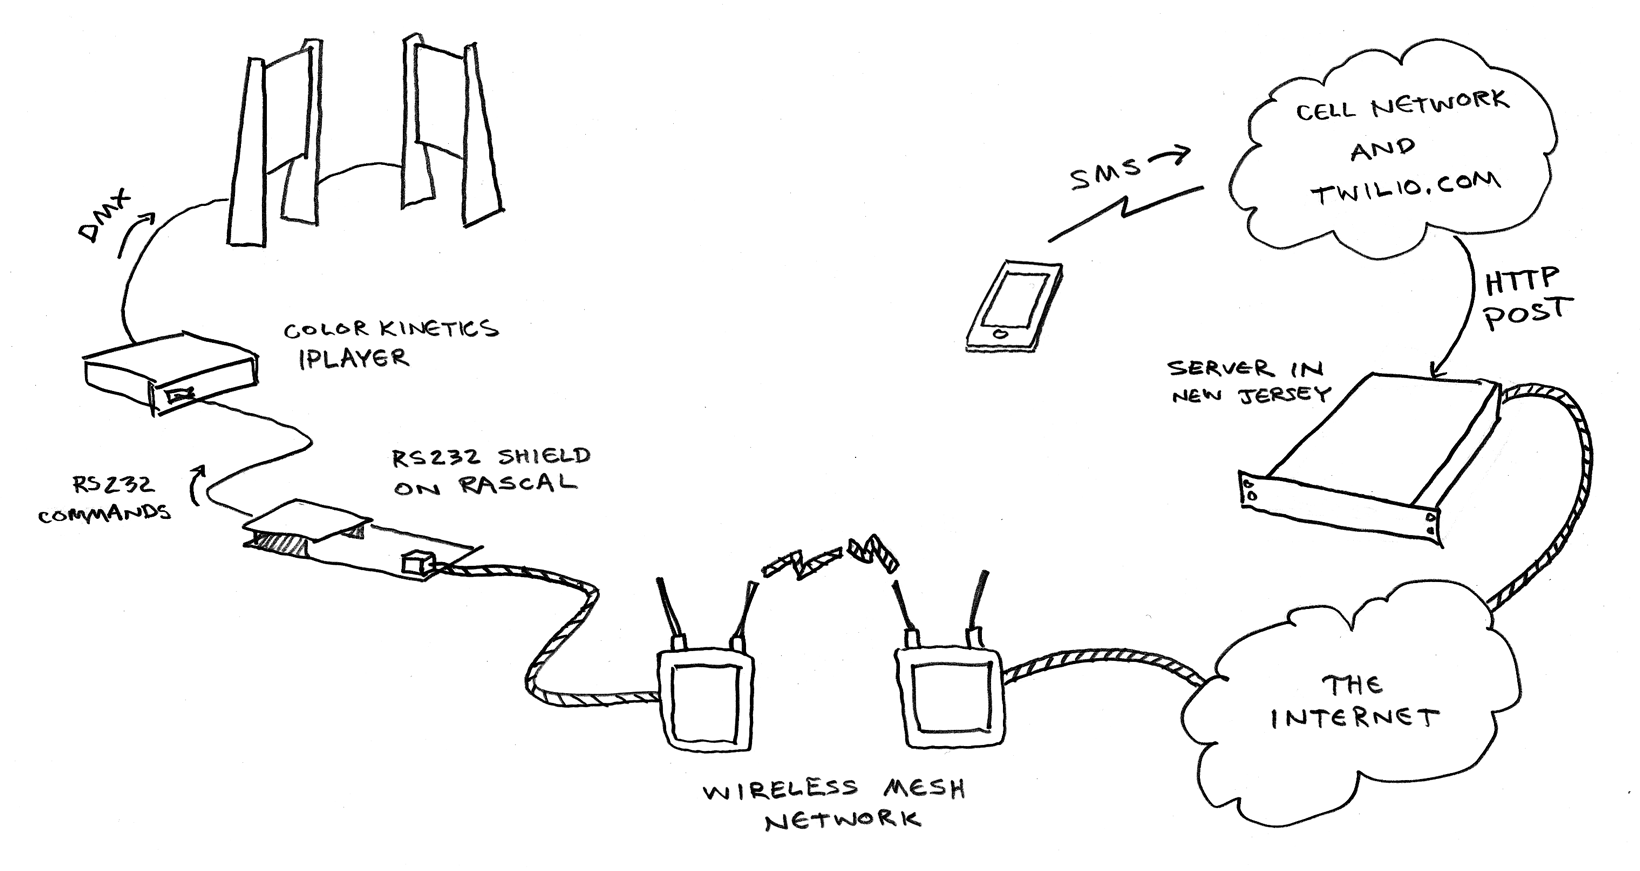 DMX
COLOR KINETICS
IPLAYER
RS232
COMMANDS
RS232 SHIELD
ON RASCAL
WIRELESS MESH
NETWORK
SMS
CELL NETWORK
AND
TWILIO.COM
HTTP
POST
SERVER IN
NEW JERSEY
THE
INTERNET